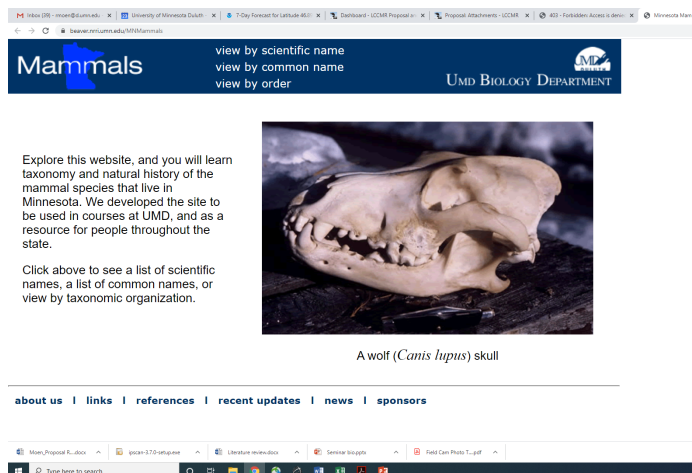 Inbox (39) - nmoen@d.umn.edu
University of Minnesota Duluth
7-Day Forecast for Latitude 46.8
Dashboard - LCCMR Proposal a
Proposal Attachments - LCCMR
403 - Forbidden: Access is denie
Minnesota Mam
beaver.nrri.umn.edu/MNMammals
Mammals
view by scientific name
view by common name
view by order
UMD
DULUTH
UMD BIOLOGY DEPARTMENT
Explore this website, and you will learn
taxonomy and natural history of the
mammal species that live in
Minnesota. We developed the site to
be used in courses at UMD, and as a
resource for people throughout the
state.
Click above to see a list of scientific
names, a list of common names, or
view by taxonomic organization.
A wolf (Canis lupus) skull
about us | links | references | recent updates | news | sponsors
Moen_Proposal R....docx
ipscan-3.7.0-setup.exe
Literature review.docx
Seminar bio.pptx
Field Cam Photo T....pdf
Type here to search